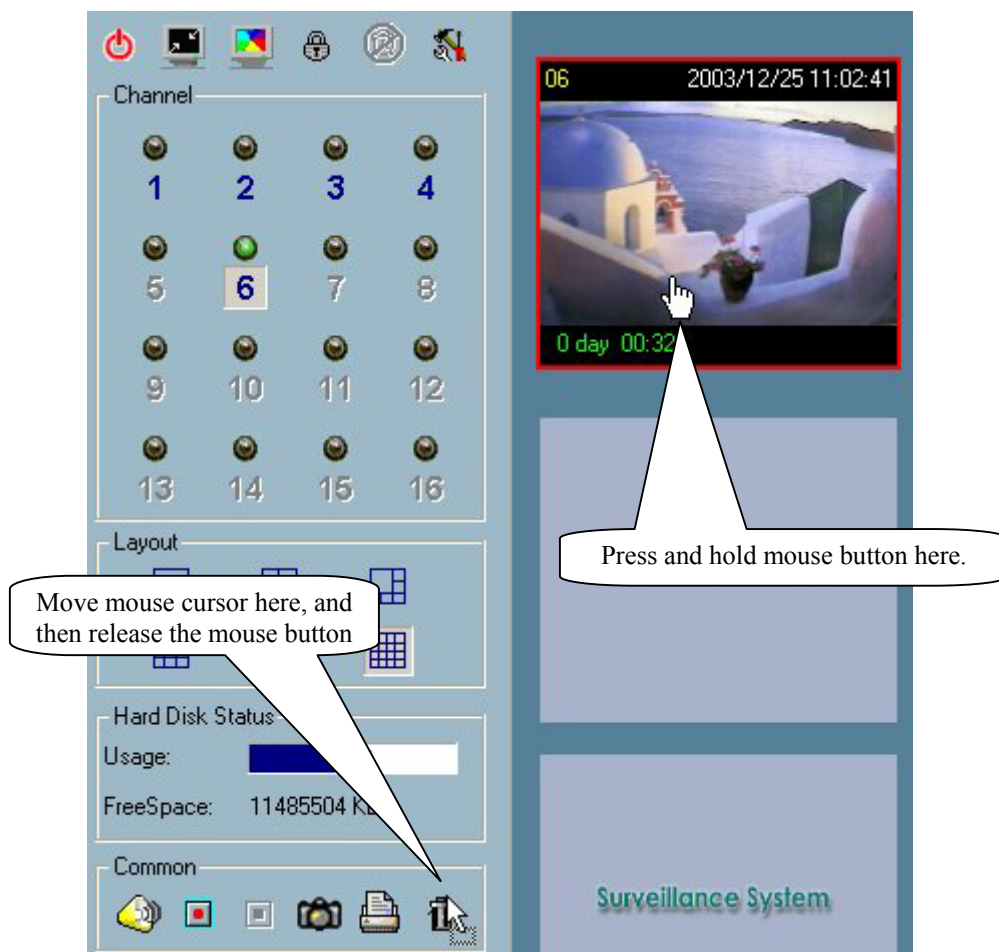 Channel
1 2 3 4
5 6 7 8
9 10 11 12
13 14 15 16
Layout
Move mouse cursor here, and
then release the mouse button
Hard Disk Status
Usage:
FreeSpace: 11485504
Common
06 2003/12/25 11:02:41
0 day 00:32
Press and hold mouse button here.
Surveillance System